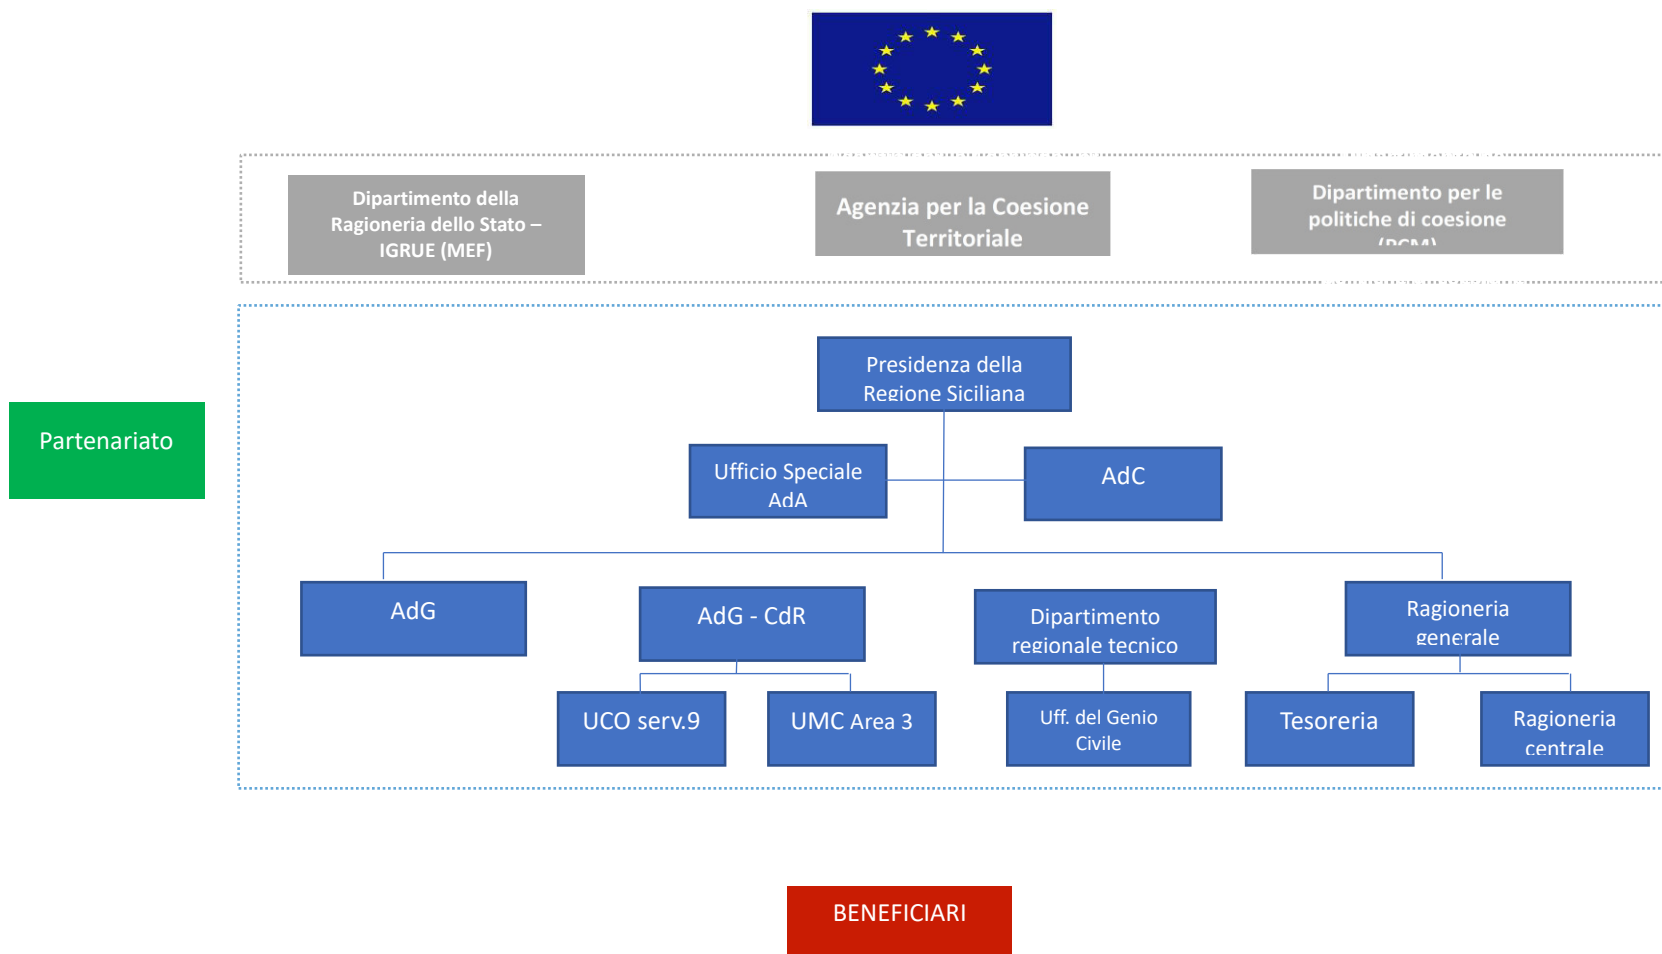 Dipartimento della
Ragioneria dello Stato –
IGRUE (MEF)
Agenzia per la Coesione
Territoriale
Dipartimento per le
politiche di coesione
(PCM)
Presidenza della
Regione Siciliana
Partenariato
Ufficio Speciale
AdA
AdC
AdG
AdG - CdR
Dipartimento
regionale tecnico
Ragioneria
generale
UCO serv.9
UMC Area 3
Uff. del Genio
Civile
Tesoreria
Ragioneria
centrale
BENEFICIARI